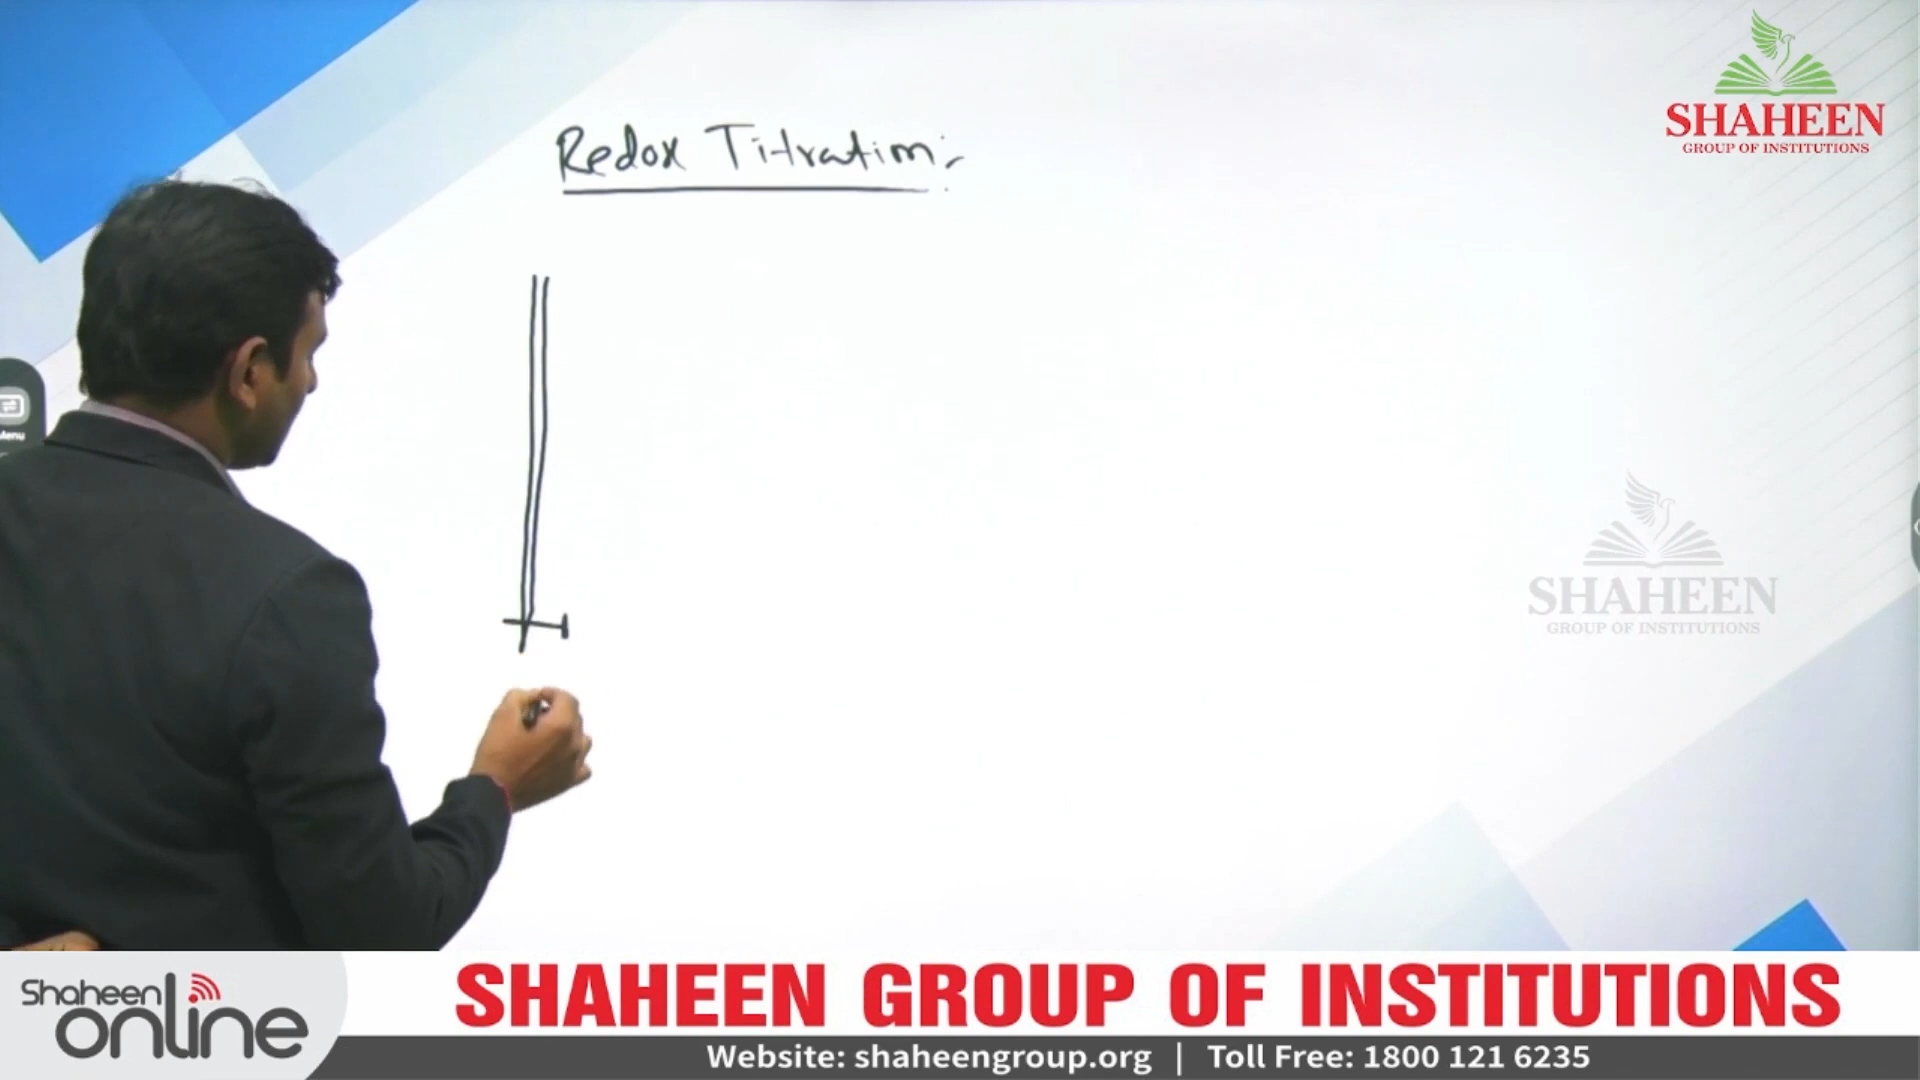 SHAHEEN
GROUP OF INSTITUTIONS
Redox Titration:-
Menu
SHAHEEN
GROUP OF INSTITUTIONS
Shaheen
online
SHAHEEN GROUP OF INSTITUTIONS
Website: shaheengroup.org | Toll Free: 1800 121 6235